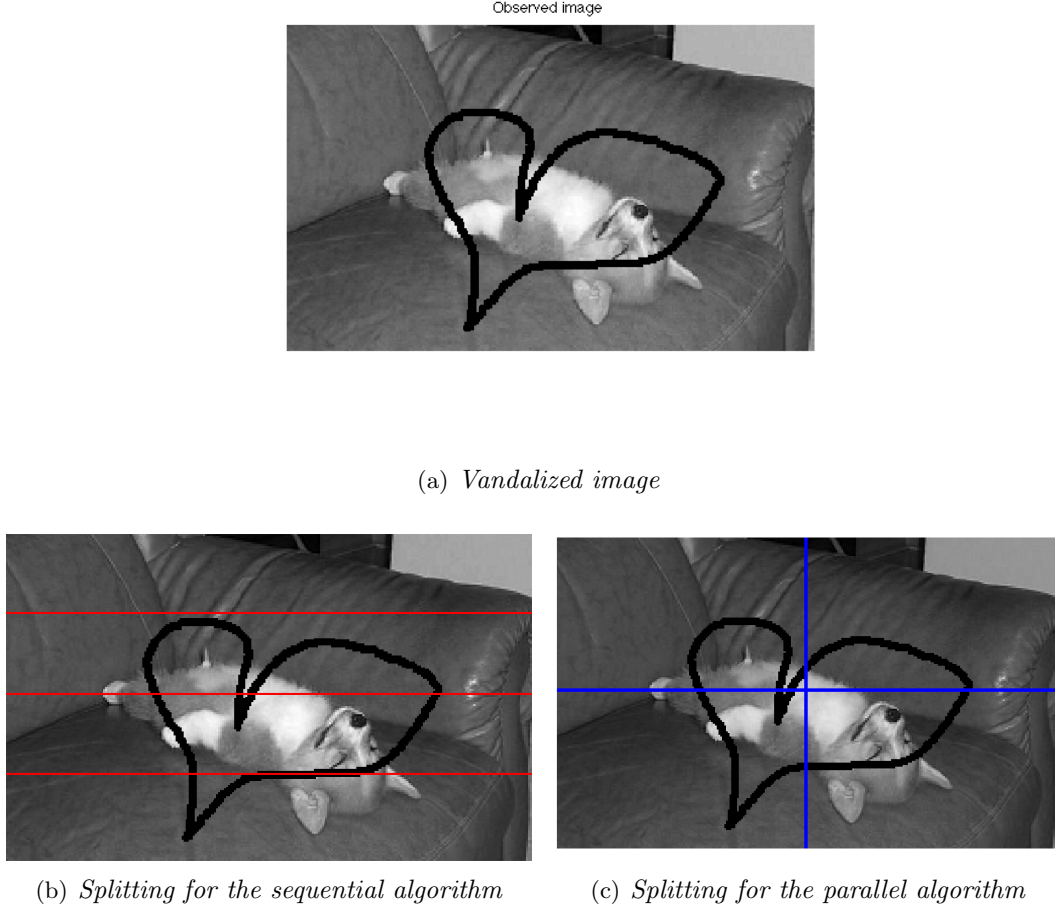 Observed image
(a) Vandalized image
(b) Splitting for the sequential algorithm
(c) Splitting for the parallel algorithm